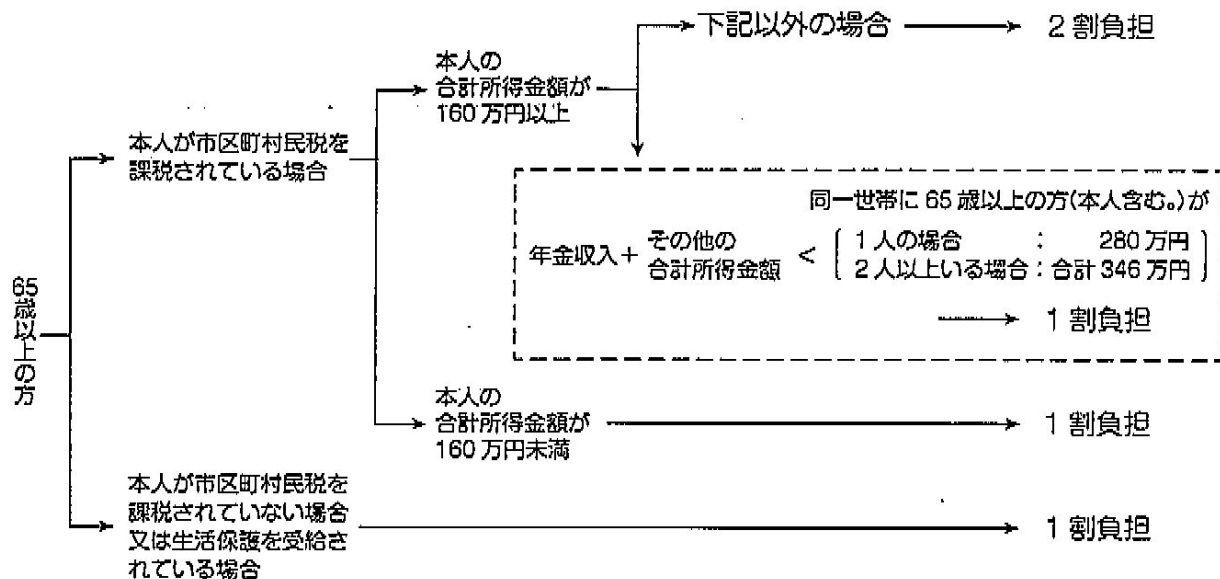 下記以外の場合
2割負担
本人の
合計所得金額が
160万円以上
本人が市区町村民税を
課税されている場合
同一世帯に65歳以上の方(本人含む。)が
年金収入+
その他の
合計所得金額
<
1人の場合 : 280万円
2人以上いる場合:合計346万円
1割負担
65歳以上の方
本人の
合計所得金額が
160万円未満
1割負担
本人が市区町村民税を
課税されていない場合
又は生活保護を受給さ
れている場合
1割負担